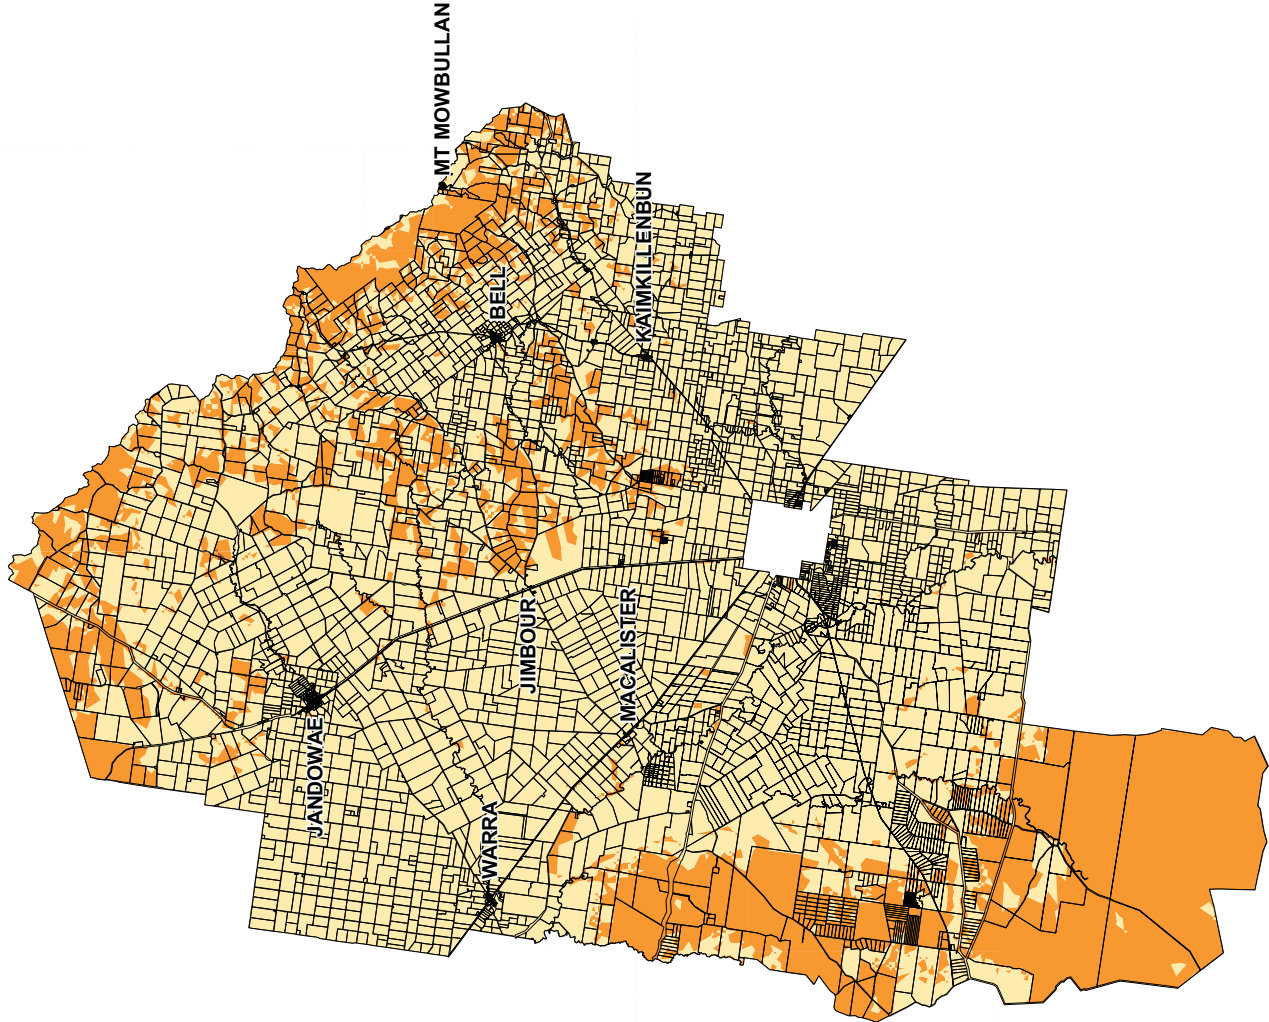 MT MOWBULLAN
KAIMKILLENBUN
BELL
JIMBOUR
MACALISTER
JANDOWAE
WARRA